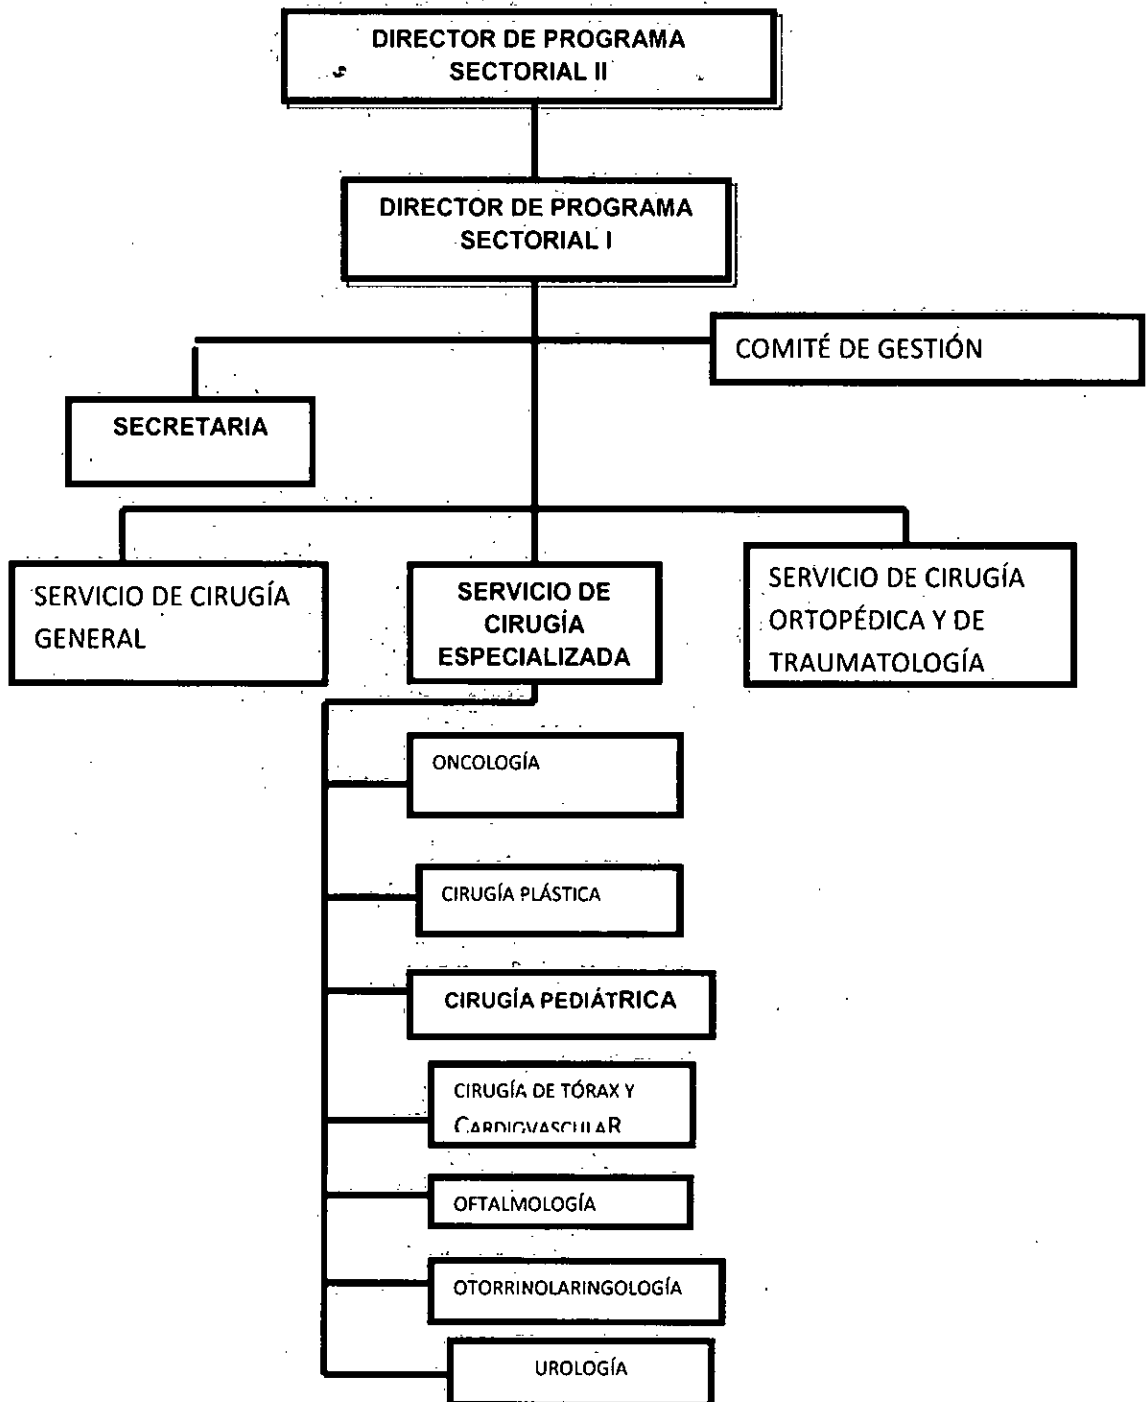 DIRECTOR DE PROGRAMA
SECTORIAL II
DIRECTOR DE PROGRAMA
SECTORIAL I
COMITÉ DE GESTIÓN
SECRETARIA
SERVICIO DE CIRUGÍA
GENERAL
SERVICIO DE
CIRUGÍA
ESPECIALIZADA
SERVICIO DE CIRUGÍA
ORTOPÉDICA Y DE
TRAUMATOLOGÍA
ONCOLOGÍA
CIRUGÍA PLÁSTICA
CIRUGÍA PEDIÁTRICA
CIRUGÍA DE TÓRAX Y
CARDIOVASCULAR
OFTALMOLOGÍA
OTORRINOLARINGOLOGÍA
UROLOGÍA